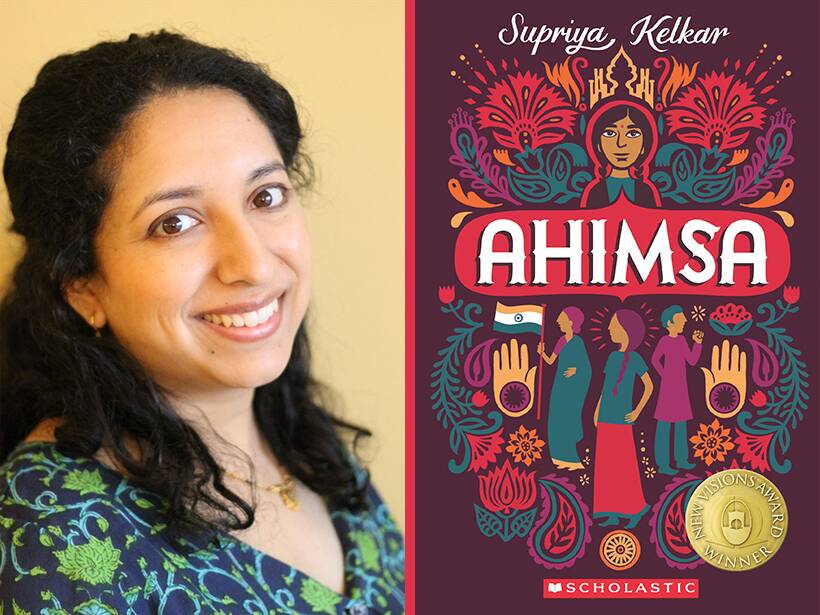 Supriya Kelkar
AHIMSA
NEW VISIONS AWARD
WINNER
SCHOLASTIC